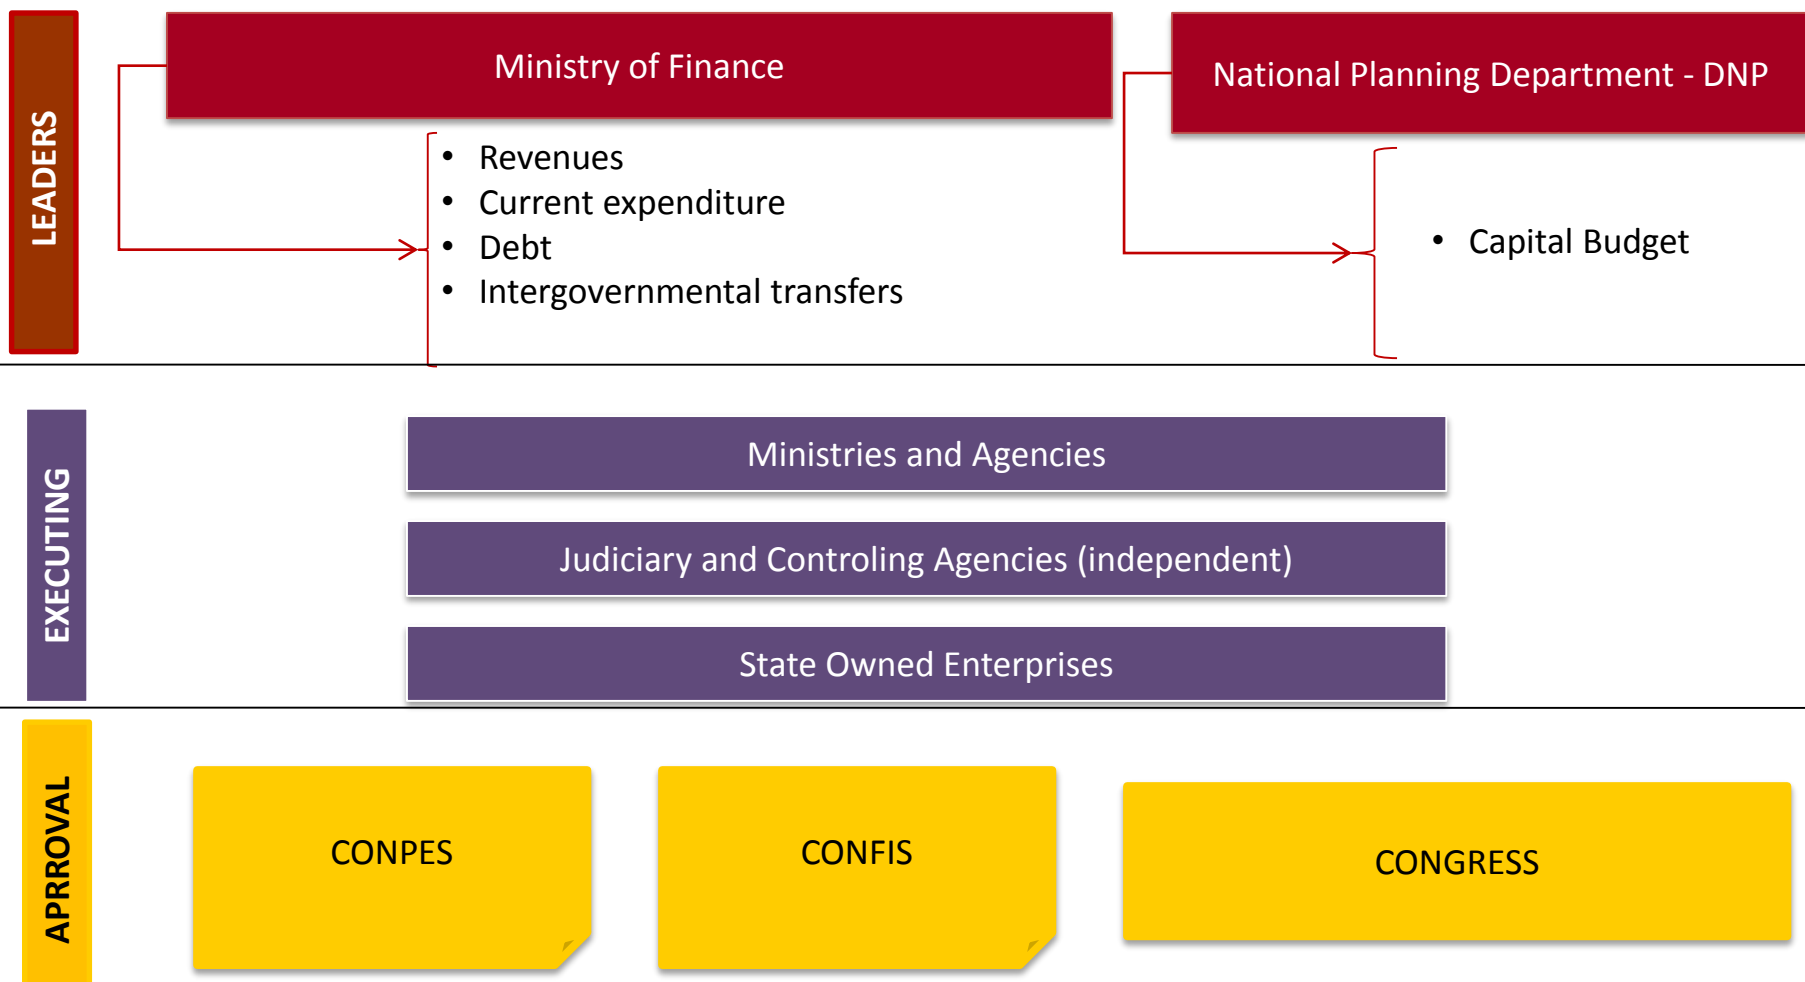 LEADERS
Ministry of Finance
National Planning Department - DNP
• Revenues
• Current expenditure
• Debt
• Intergovernmental transfers
• Capital Budget
EXECUTING
Ministries and Agencies
Judiciary and Controling Agencies (independent)
State Owned Enterprises
APRROVAL
CONPES
CONFIS
CONGRESS